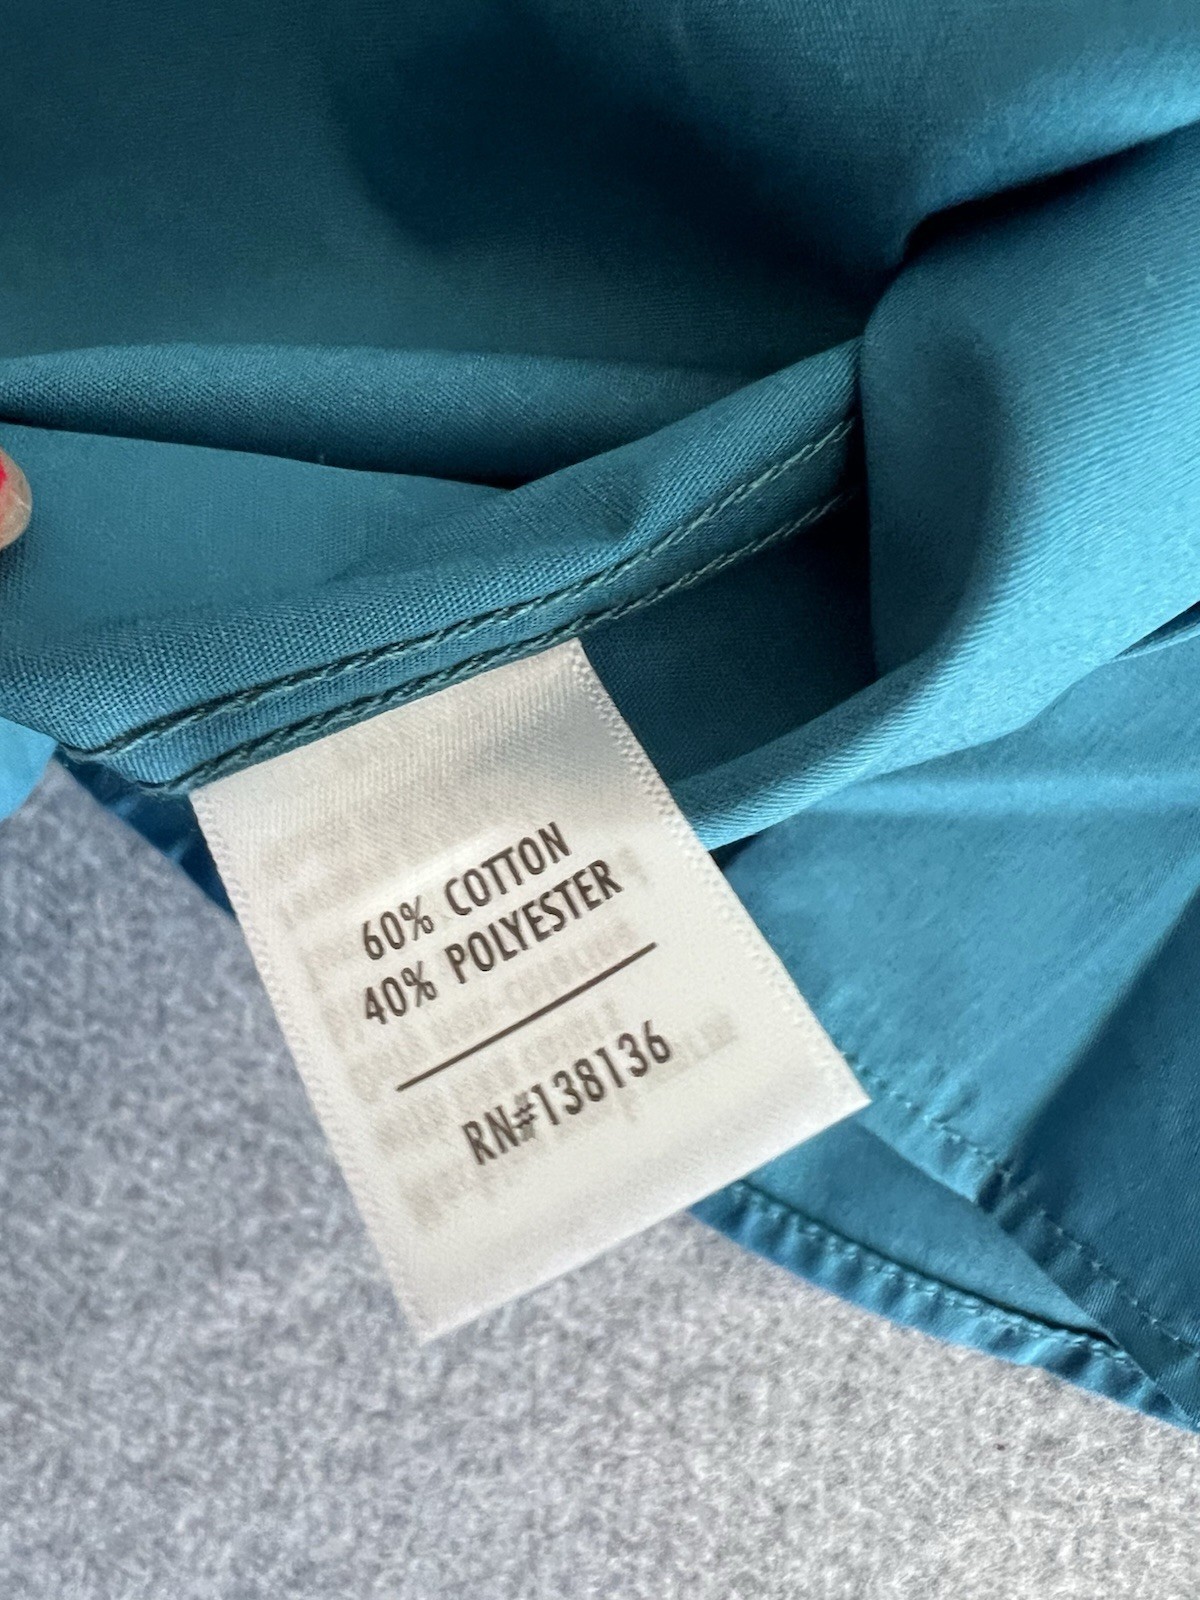 60% COTTON
40% POLYESTER
RN#138136